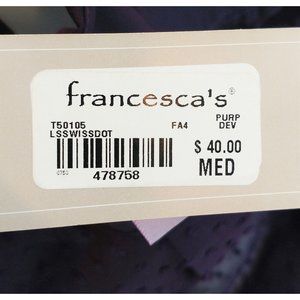 francesca's®
T50105 FA4 PURP
LSSWISSDOT DEV
$ 40.00
478758 MED